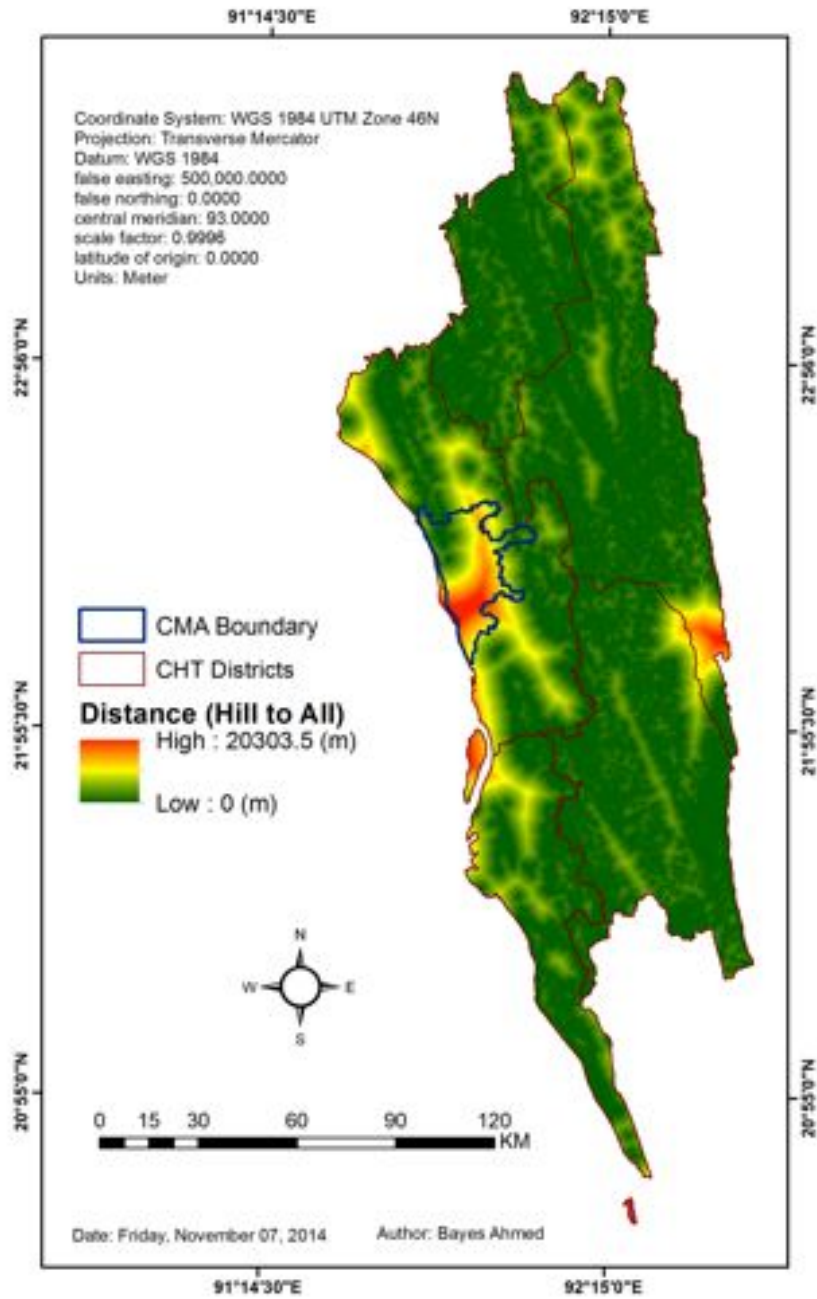 91°14'30"E 92°15'0"E
Coordinate System: WGS 1984 UTM Zone 46N
Projection: Transverse Mercator
Datum: WGS 1984
false easting: 500,000.0000
false northing: 0.0000
central meridian: 93.0000
scale factor: 0.9996
latitude of origin: 0.0000
Units: Meter
22°56'0"N 22°56'0"N
CMA Boundary
CHT Districts
Distance (Hill to All)
High : 20303.5 (m)
Low : 0 (m)
21°55'30"N 21°55'30"N
N
W E
S
20°55'0"N 20°55'0"N
0 15 30 60 90 120
KM
Date: Friday, November 07, 2014 Author: Bayes Ahmed
91°14'30"E 92°15'0"E